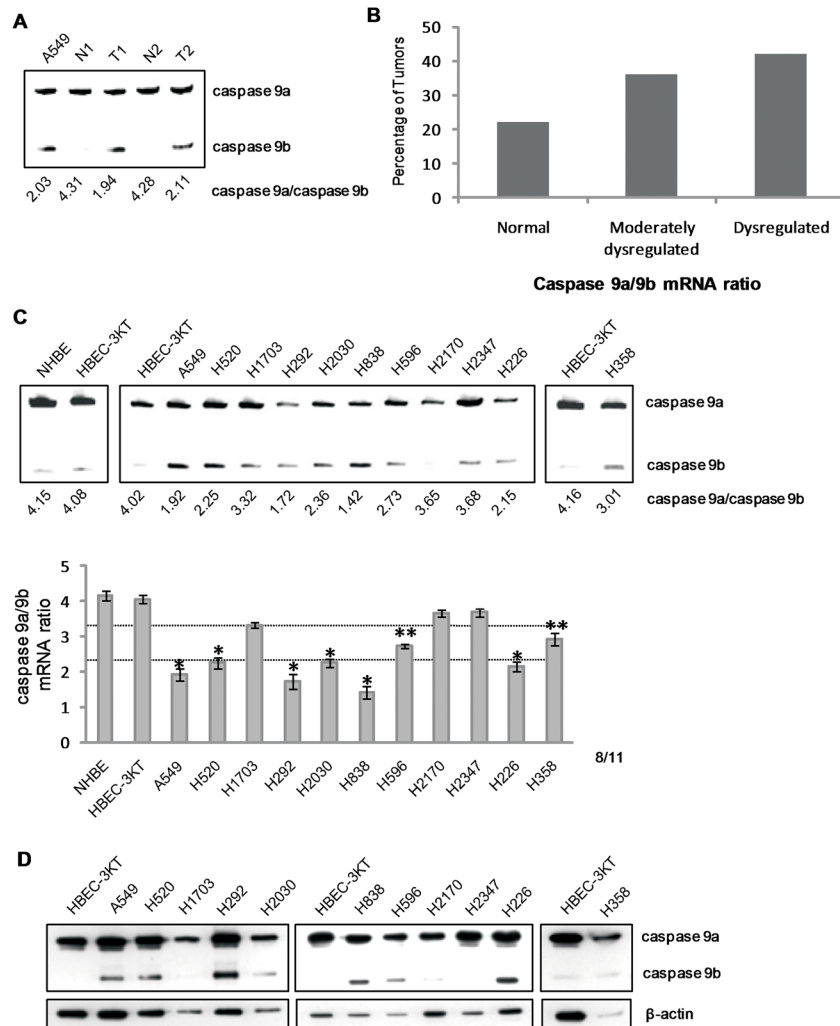 A
A549 N1 T1 N2 T2
caspase 9a
caspase 9b
2.03 4.31 1.94 4.28 2.11 caspase 9a/caspase 9b
B
Percentage of Tumors
50
40
30
20
10
0
Normal Moderately dysregulated Dysregulated
Caspase 9a/9b mRNA ratio
C
NHBE HBEC-3KT HBEC-3KT A549 H520 H1703 H292 H2030 H838 H596 H2170 H2347 H226 HBEC-3KT H358
caspase 9a
caspase 9b
4.15 4.08 4.02 1.92 2.25 3.32 1.72 2.36 1.42 2.73 3.65 3.68 2.15 4.16 3.01 caspase 9a/caspase 9b
caspase 9a/9b
mRNA ratio
5
4
3
2
1
0
* * * * * ** * **
NHBE HBEC-3KT A549 H520 H1703 H292 H2030 H838 H596 H2170 H2347 H226 H358
8/11
D
HBEC-3KT A549 H520 H1703 H292 H2030 HBEC-3KT H838 H596 H2170 H2347 H226 HBEC-3KT H358
caspase 9a
caspase 9b
β-actin